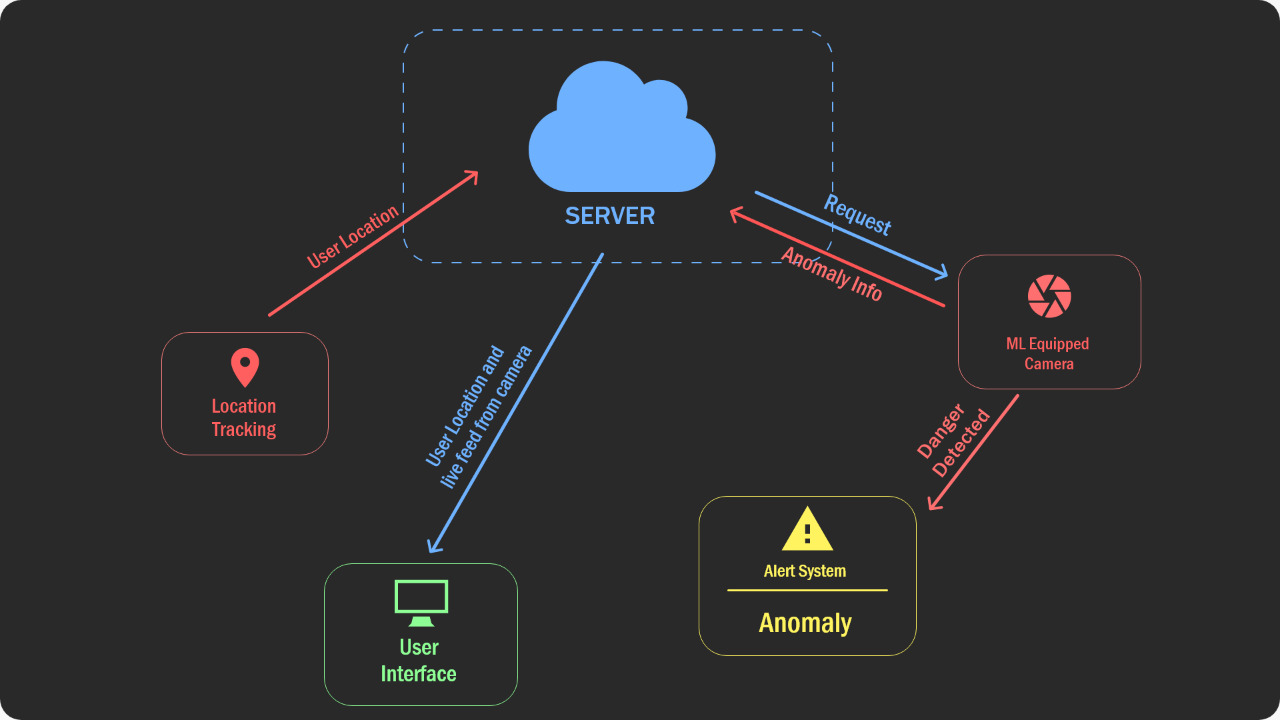 SERVER
User Location
Request
Anomaly Info
ML Equipped
Camera
Location
Tracking
User Location and
live feed from camera
Danger
Detected
Alert System
Anomaly
User
Interface